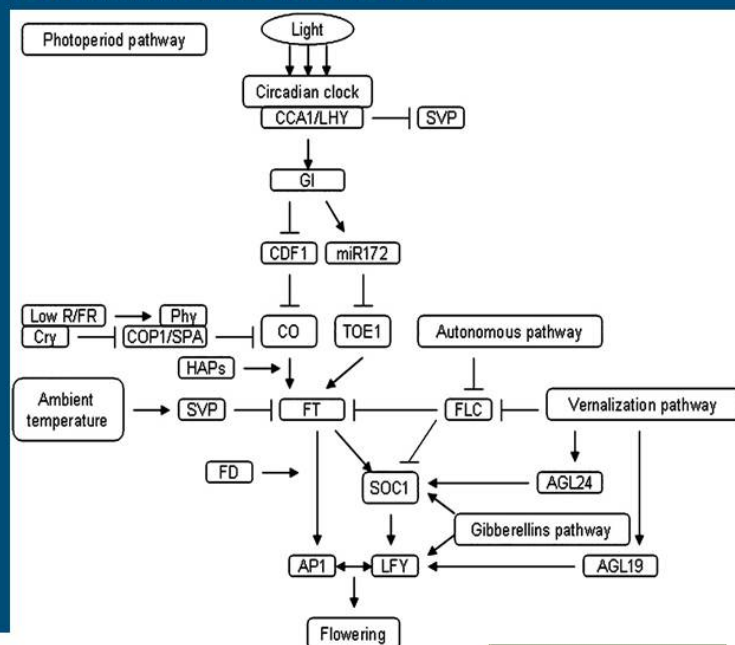 Photoperiod pathway
Light
Circadian clock
CCA1/LHY
SVP
GI
CDF1
miR172
Low R/FR
Phy
Cry
COP1/SPA
CO
TOE1
Autonomous pathway
HAPs
Ambient
temperature
SVP
FT
FLC
Vernalization pathway
FD
SOC1
AGL24
Gibberellins pathway
AP1
LFY
AGL19
Flowering